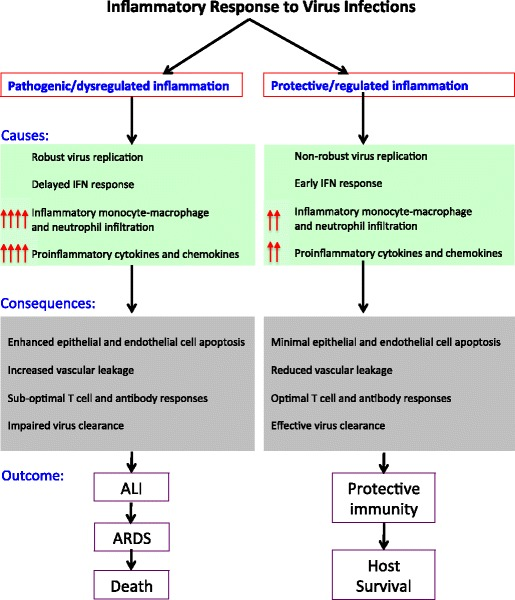 Inflammatory Response to Virus Infections
Pathogenic/dysregulated inflammation
Protective/regulated inflammation
Causes:
Robust virus replication
Delayed IFN response
Inflammatory monocyte-macrophage
and neutrophil infiltration
Proinflammatory cytokines and chemokines
Non-robust virus replication
Early IFN response
Inflammatory monocyte-macrophage
and neutrophil infiltration
Proinflammatory cytokines and chemokines
Consequences:
Enhanced epithelial and endothelial cell apoptosis
Increased vascular leakage
Sub-optimal T cell and antibody responses
Impaired virus clearance
Minimal epithelial and endothelial cell apoptosis
Reduced vascular leakage
Optimal T cell and antibody responses
Effective virus clearance
Outcome:
ALI
ARDS
Death
Protective
immunity
Host
Survival